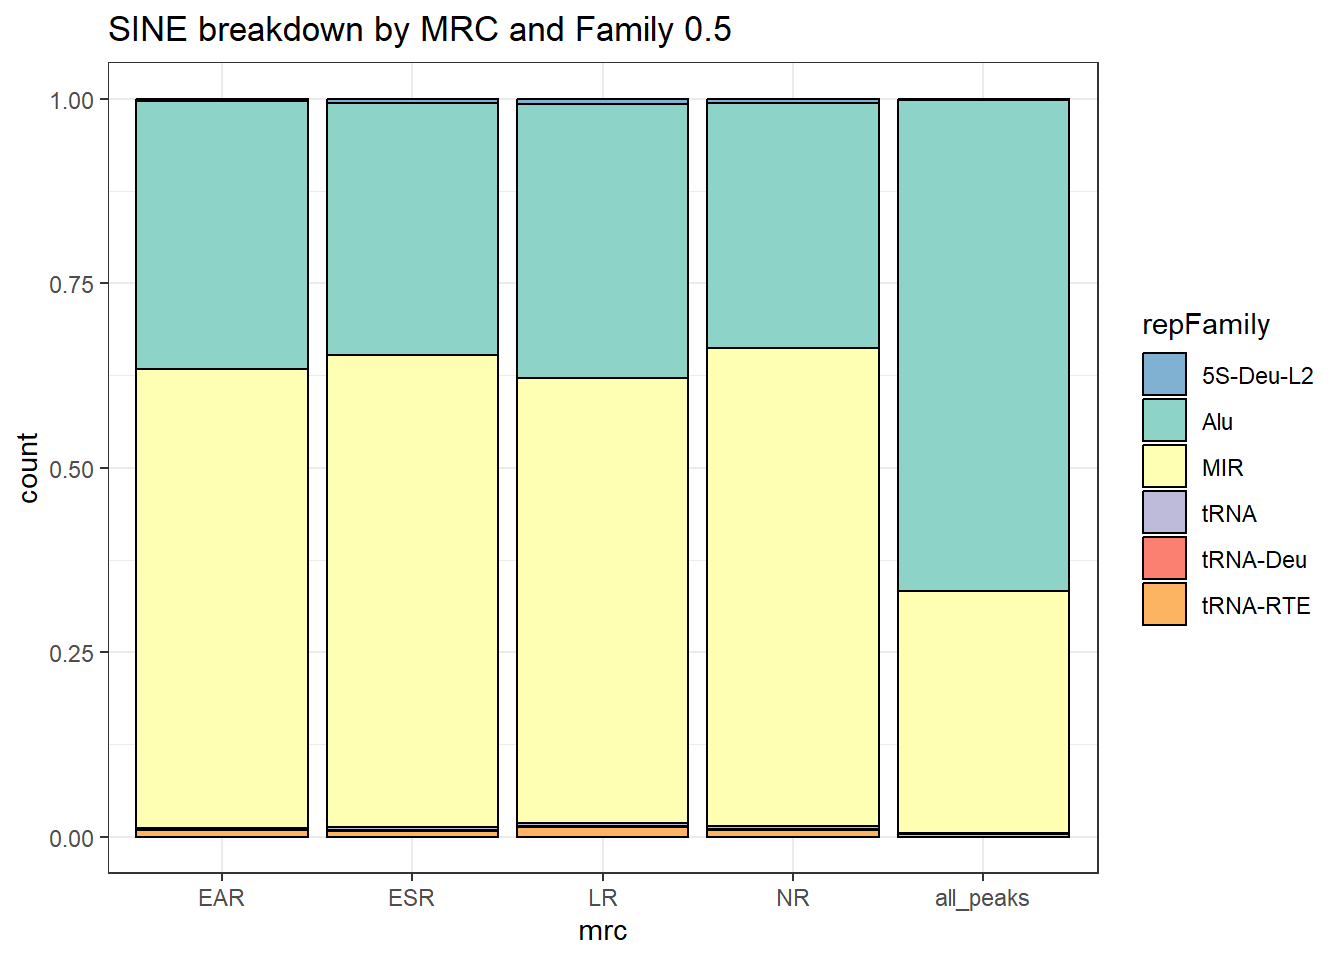 SINE breakdown by MRC and Family 0.5
count
1.00
0.75
0.50
0.25
0.00
EAR
ESR
LR
NR
all_peaks
mrc
repFamily
5S-Deu-L2
Alu
MIR
tRNA
tRNA-Deu
tRNA-RTE